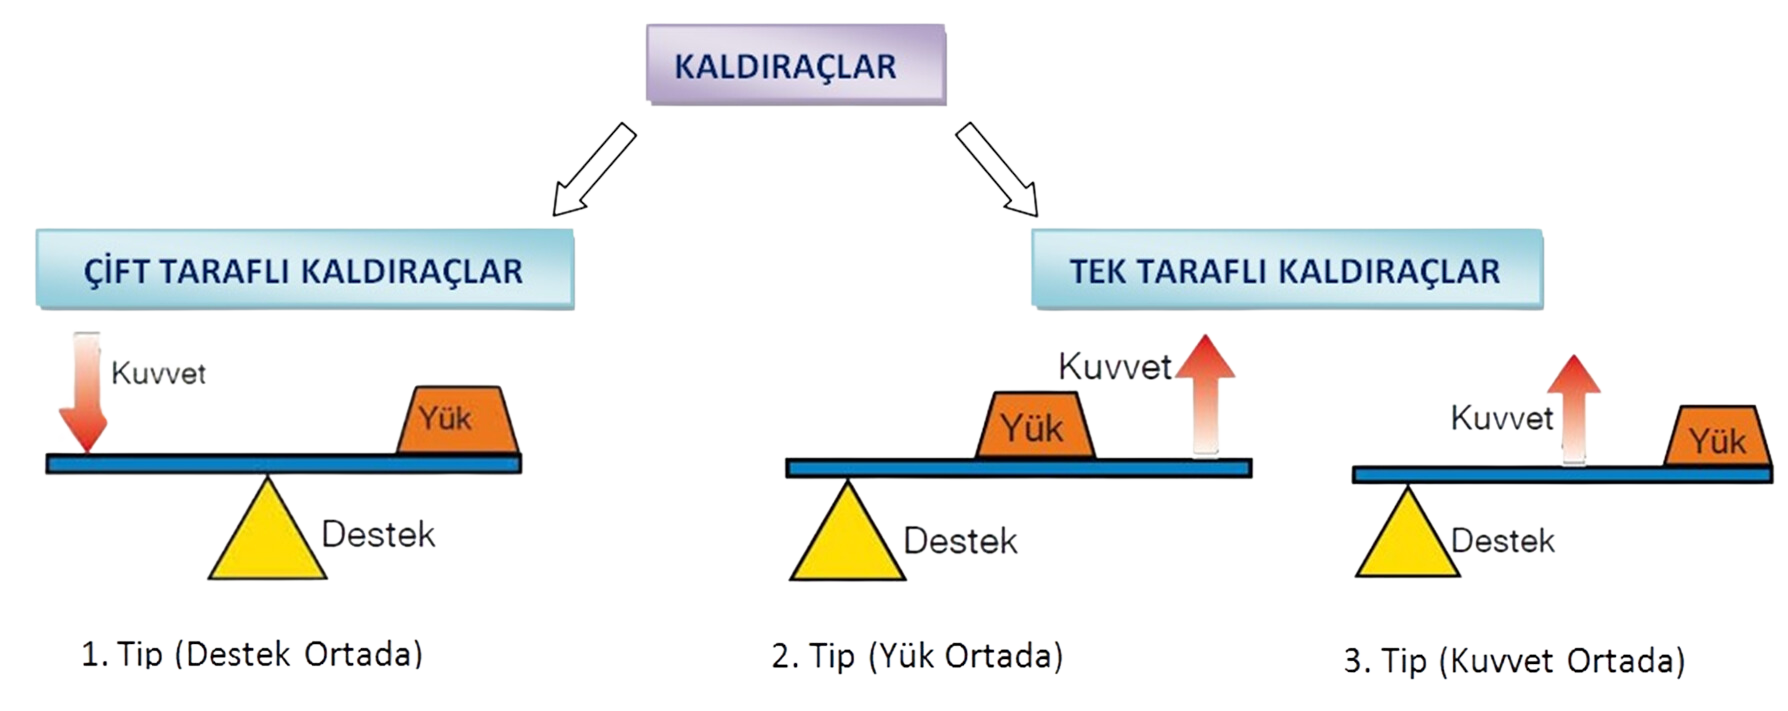 KALDIRAÇLAR
ÇİFT TARAFLI KALDIRAÇLAR
TEK TARAFLI KALDIRAÇLAR
Kuvvet
Yük
Destek
1. Tip (Destek Ortada)
Kuvvet
Yük
Destek
2. Tip (Yük Ortada)
Kuvvet
Yük
Destek
3. Tip (Kuvvet Ortada)